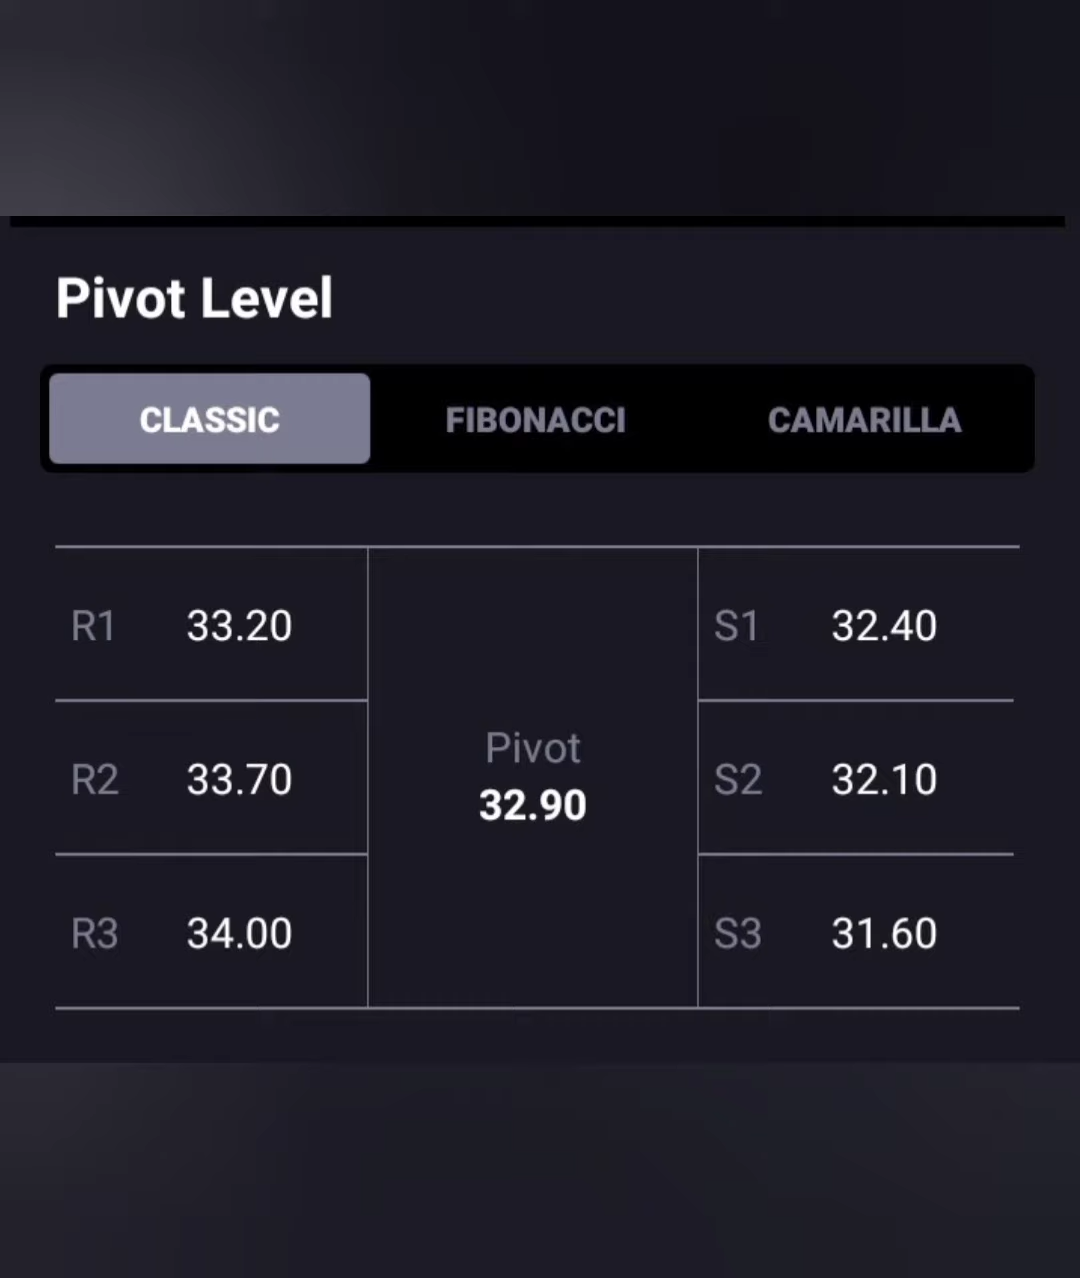 Pivot Level
CLASSIC FIBONACCI CAMARILLA
R1 33.20 S1 32.40
R2 33.70 Pivot 32.90 S2 32.10
R3 34.00 S3 31.60